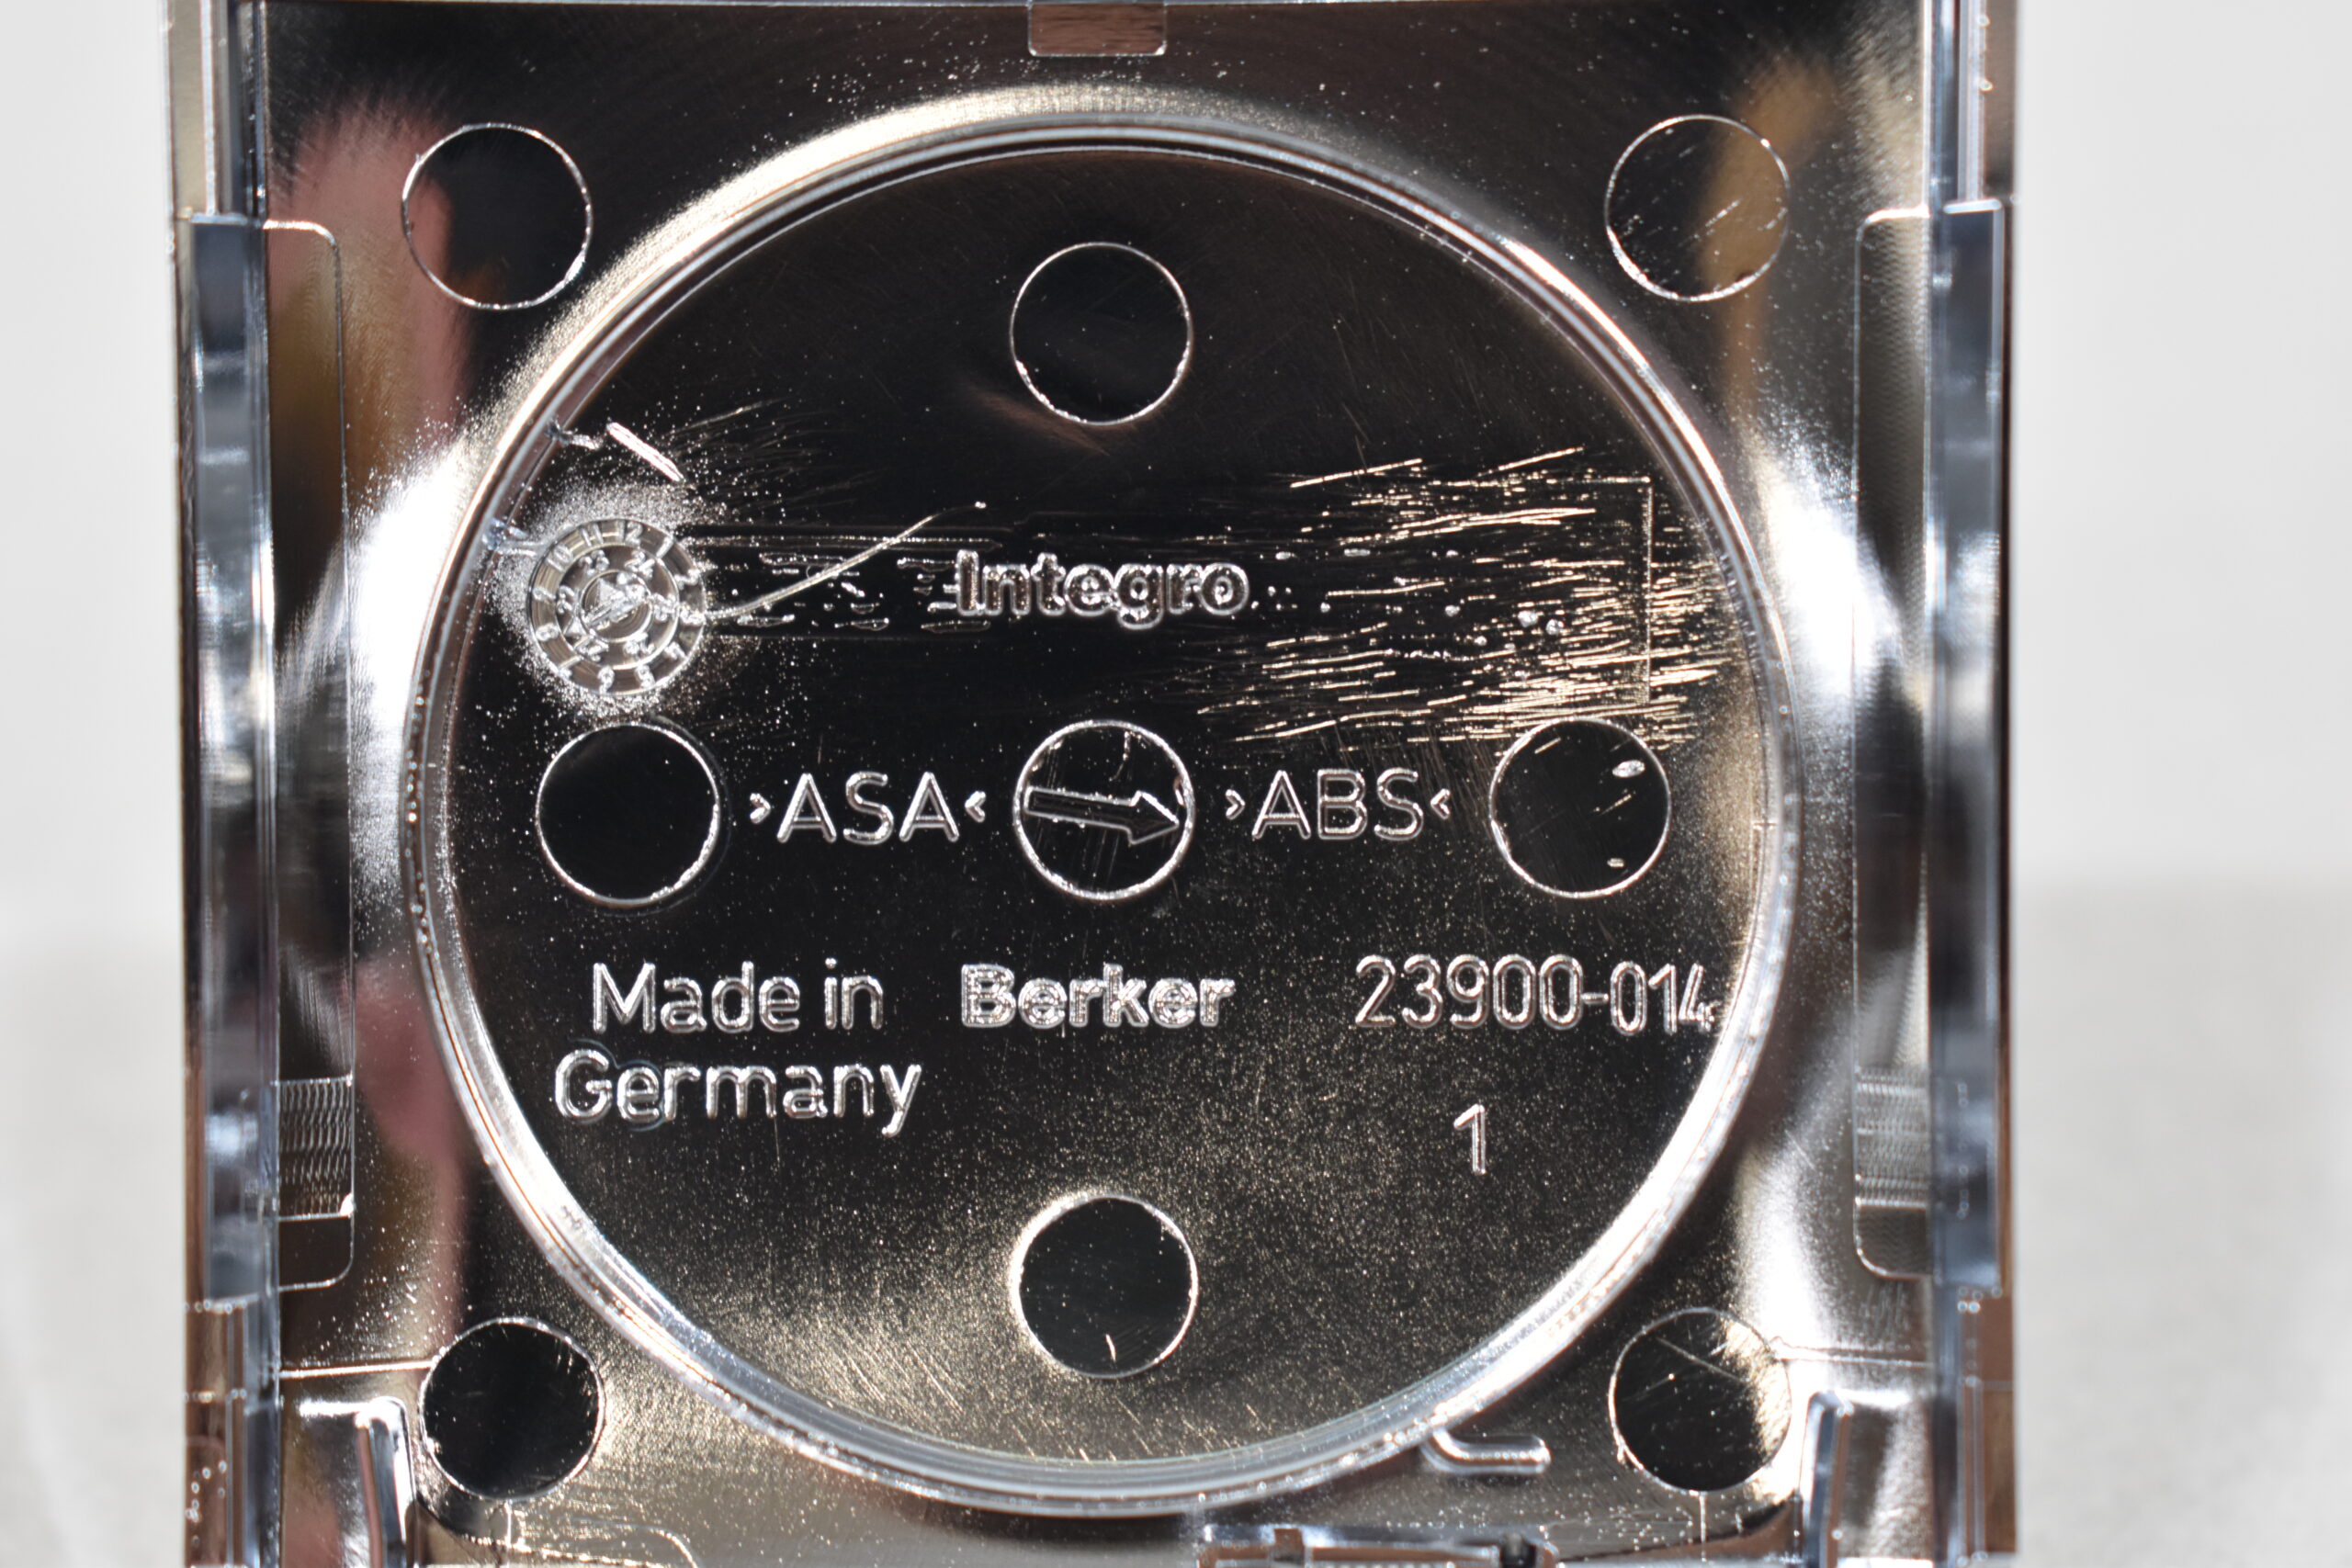 Integro
>ASA< >ABS<
Made in Berker 23900-014
Germany
1